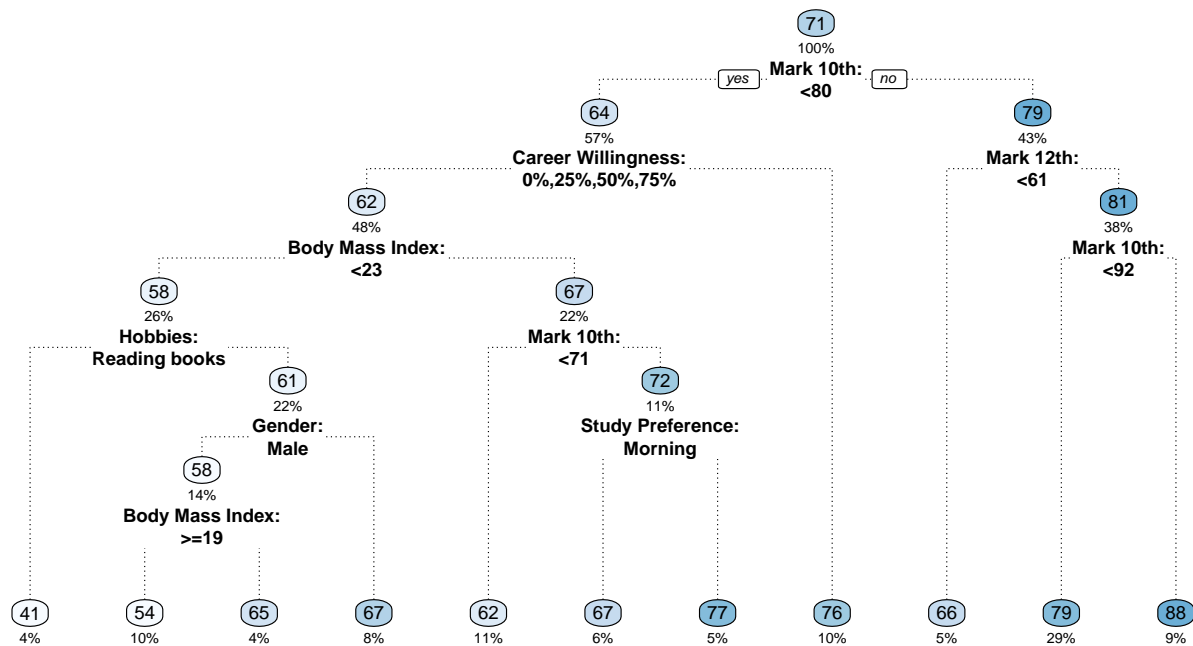 71
100%
Mark 10th:
yes <80 no
64 79
57% 43%
Career Willingness: Mark 12th:
0%,25%,50%,75% <61
62 81
48% 38%
Body Mass Index: Mark 10th:
<23 <92
58 67
26% 22%
Hobbies: Mark 10th:
Reading books <71
61 72
22% 11%
Gender: Study Preference:
Male Morning
58
14%
Body Mass Index:
>=19
41 54 65 67 62 67 77 76 66 79 88
4% 10% 4% 8% 11% 6% 5% 10% 5% 29% 9%